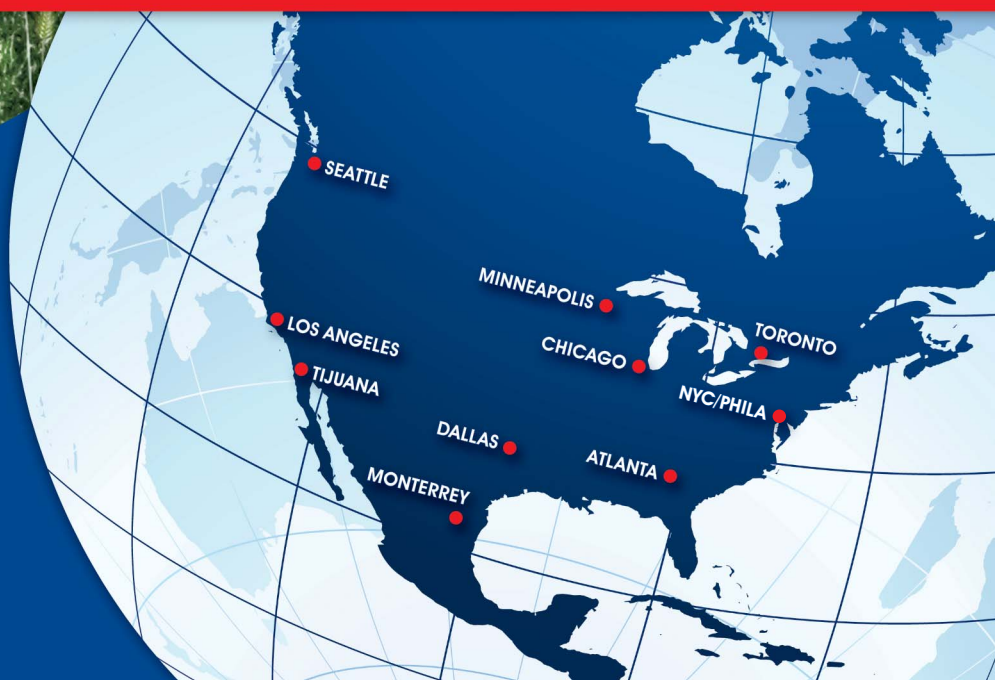 SEATTLE
MINNEAPOLIS
LOS ANGELES
TORONTO
CHICAGO
TIJUANA
NYC/PHILA
DALLAS
ATLANTA
MONTERREY